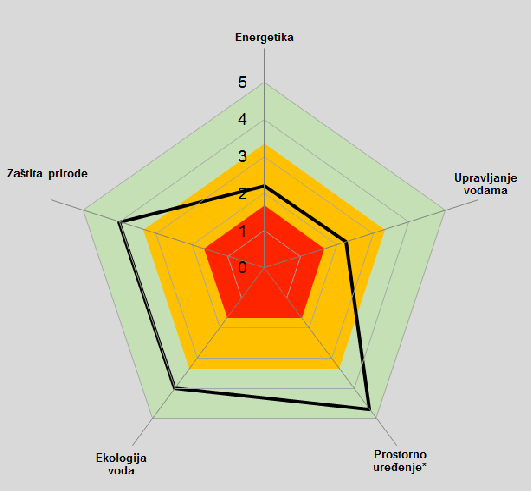 Energetika
5
4
3
2
1
0
Zaštita prirode
Upravljanje
vodama
Ekologija
voda
Prostorno
uređenje*